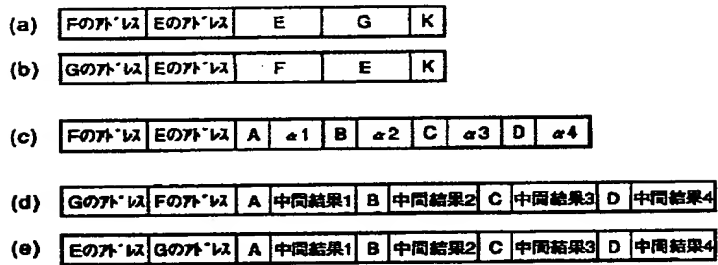 (a) Fのｱﾄﾞﾚｽ Eのｱﾄﾞﾚｽ E G K
(b) Gのｱﾄﾞﾚｽ Eのｱﾄﾞﾚｽ F E K
(c) Fのｱﾄﾞﾚｽ Eのｱﾄﾞﾚｽ A α1 B α2 C α3 D α4
(d) Gのｱﾄﾞﾚｽ Fのｱﾄﾞﾚｽ A 中間結果1 B 中間結果2 C 中間結果3 D 中間結果4
(e) Eのｱﾄﾞﾚｽ Gのｱﾄﾞﾚｽ A 中間結果1 B 中間結果2 C 中間結果3 D 中間結果4